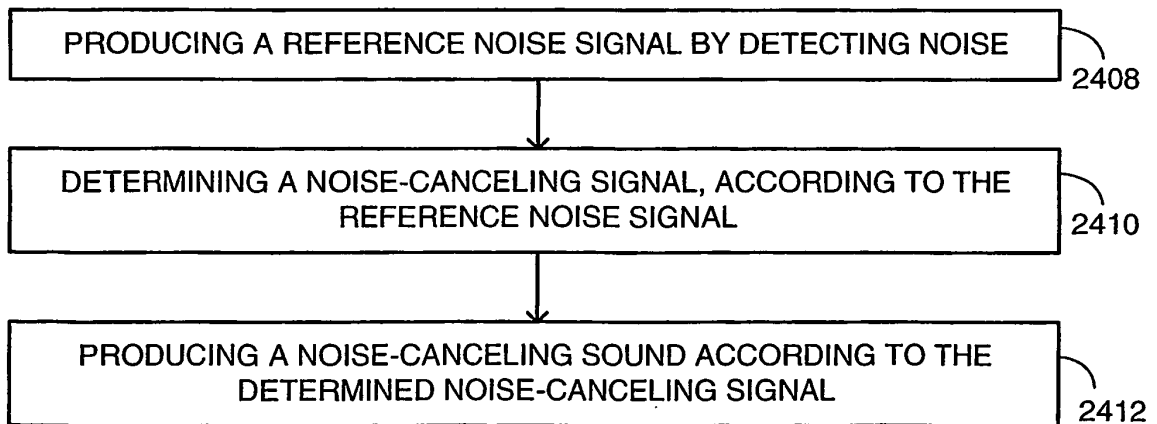 PRODUCING A REFERENCE NOISE SIGNAL BY DETECTING NOISE
2408
DETERMINING A NOISE-CANCELING SIGNAL, ACCORDING TO THE
REFERENCE NOISE SIGNAL
2410
PRODUCING A NOISE-CANCELING SOUND ACCORDING TO THE
DETERMINED NOISE-CANCELING SIGNAL
2412